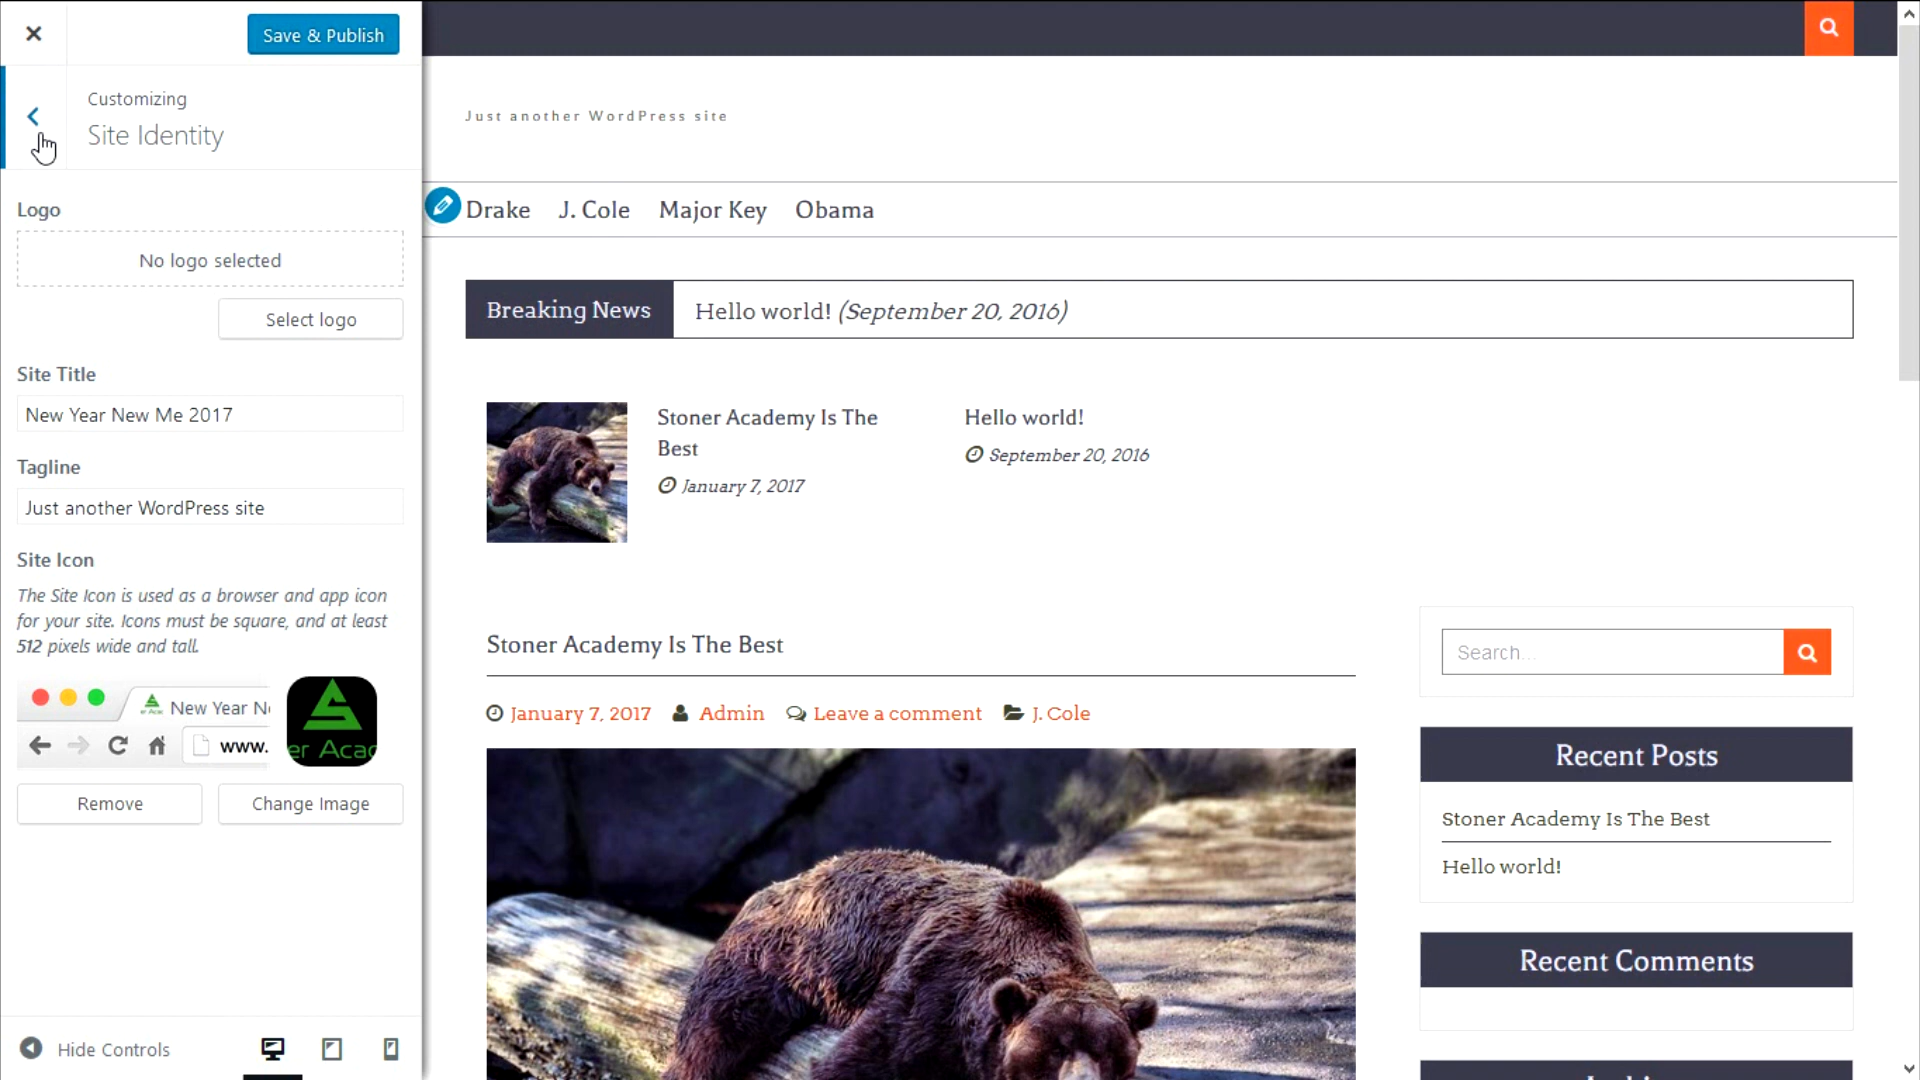 Save & Publish
Customizing
Site Identity
Logo
No logo selected
Select logo
Site Title
New Year New Me 2017
Tagline
Just another WordPress site
Site Icon
The Site Icon is used as a browser and app icon
for your site. Icons must be square, and at least
512 pixels wide and tall.
New Year N
www.
er Acac
Remove
Change Image
Hide Controls
Just another WordPress site
Drake J. Cole Major Key Obama
Breaking News
Hello world! (September 20, 2016)
Stoner Academy Is The
Best
January 7, 2017
Hello world!
September 20, 2016
Stoner Academy Is The Best
January 7, 2017 Admin Leave a comment J. Cole
Search...
Recent Posts
Stoner Academy Is The Best
Hello world!
Recent Comments